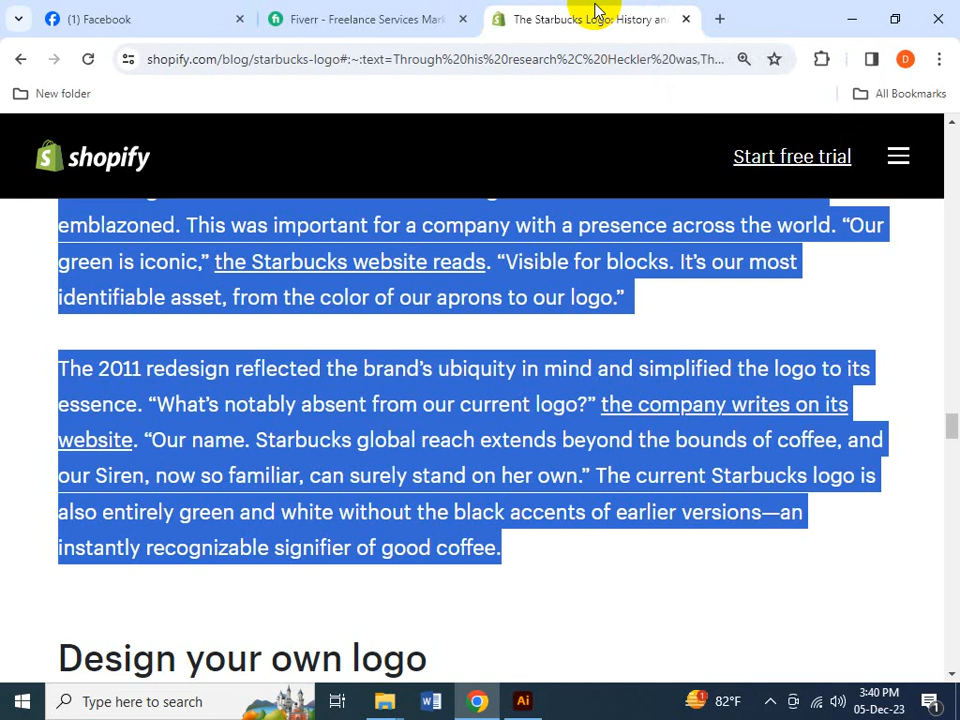 (1) Facebook
Fiverr - Freelance Services Mark
The Starbucks Logo: History an
shopify.com/blog/starbucks-logo#:~:text=Through%20his%20research%2C%20Heckler%20was,Th...
D
New folder
All Bookmarks
shopify
Start free trial
emblazoned. This was important for a company with a presence across the world. “Our
green is iconic,” the Starbucks website reads. “Visible for blocks. It’s our most
identifiable asset, from the color of our aprons to our logo.”
The 2011 redesign reflected the brand’s ubiquity in mind and simplified the logo to its
essence. “What’s notably absent from our current logo?” the company writes on its
website. “Our name. Starbucks global reach extends beyond the bounds of coffee, and
our Siren, now so familiar, can surely stand on her own.” The current Starbucks logo is
also entirely green and white without the black accents of earlier versions—an
instantly recognizable signifier of good coffee.
Design your own logo
Type here to search
Ai
1
82°F
3:40 PM
05-Dec-23
1